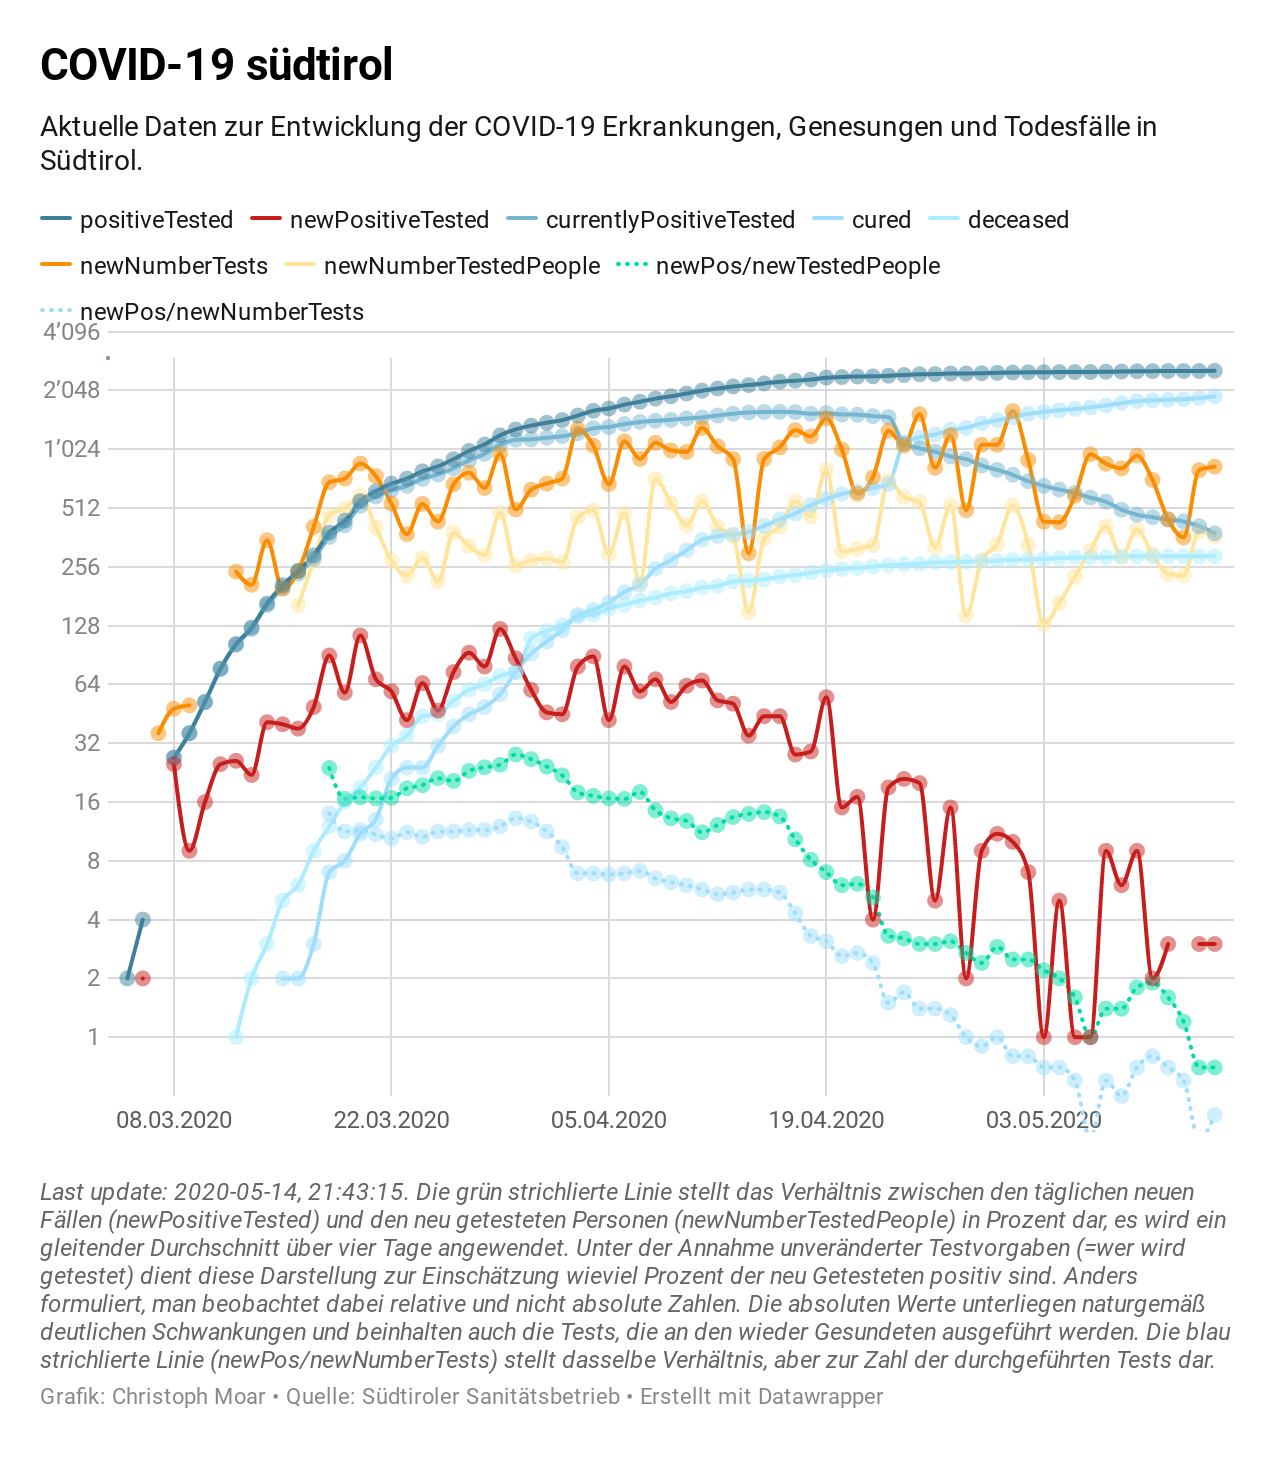 COVID-19 südtirol
Aktuelle Daten zur Entwicklung der COVID-19 Erkrankungen, Genesungen und Todesfälle in
Südtirol.
positiveTested newPositiveTested currentlyPositiveTested cured deceased
newNumberTests newNumberTestedPeople newPos/newTestedPeople
newPos/newNumberTests
4’096
2’048
1’024
512
256
128
64
32
16
8
4
2
1
08.03.2020 22.03.2020 05.04.2020 19.04.2020 03.05.2020
Last update: 2020-05-14, 21:43:15. Die grün strichlierte Linie stellt das Verhältnis zwischen den täglichen neuen
Fällen (newPositiveTested) und den neu getesteten Personen (newNumberTestedPeople) in Prozent dar, es wird ein
gleitender Durchschnitt über vier Tage angewendet. Unter der Annahme unveränderter Testvorgaben (=wer wird
getestet) dient diese Darstellung zur Einschätzung wieviel Prozent der neu Getesteten positiv sind. Anders
formuliert, man beobachtet dabei relative und nicht absolute Zahlen. Die absoluten Werte unterliegen naturgemäß
deutlichen Schwankungen und beinhalten auch die Tests, die an den wieder Gesundeten ausgeführt werden. Die blau
strichlierte Linie (newPos/newNumberTests) stellt dasselbe Verhältnis, aber zur Zahl der durchgeführten Tests dar.
Grafik: Christoph Moar • Quelle: Südtiroler Sanitätsbetrieb • Erstellt mit Datawrapper